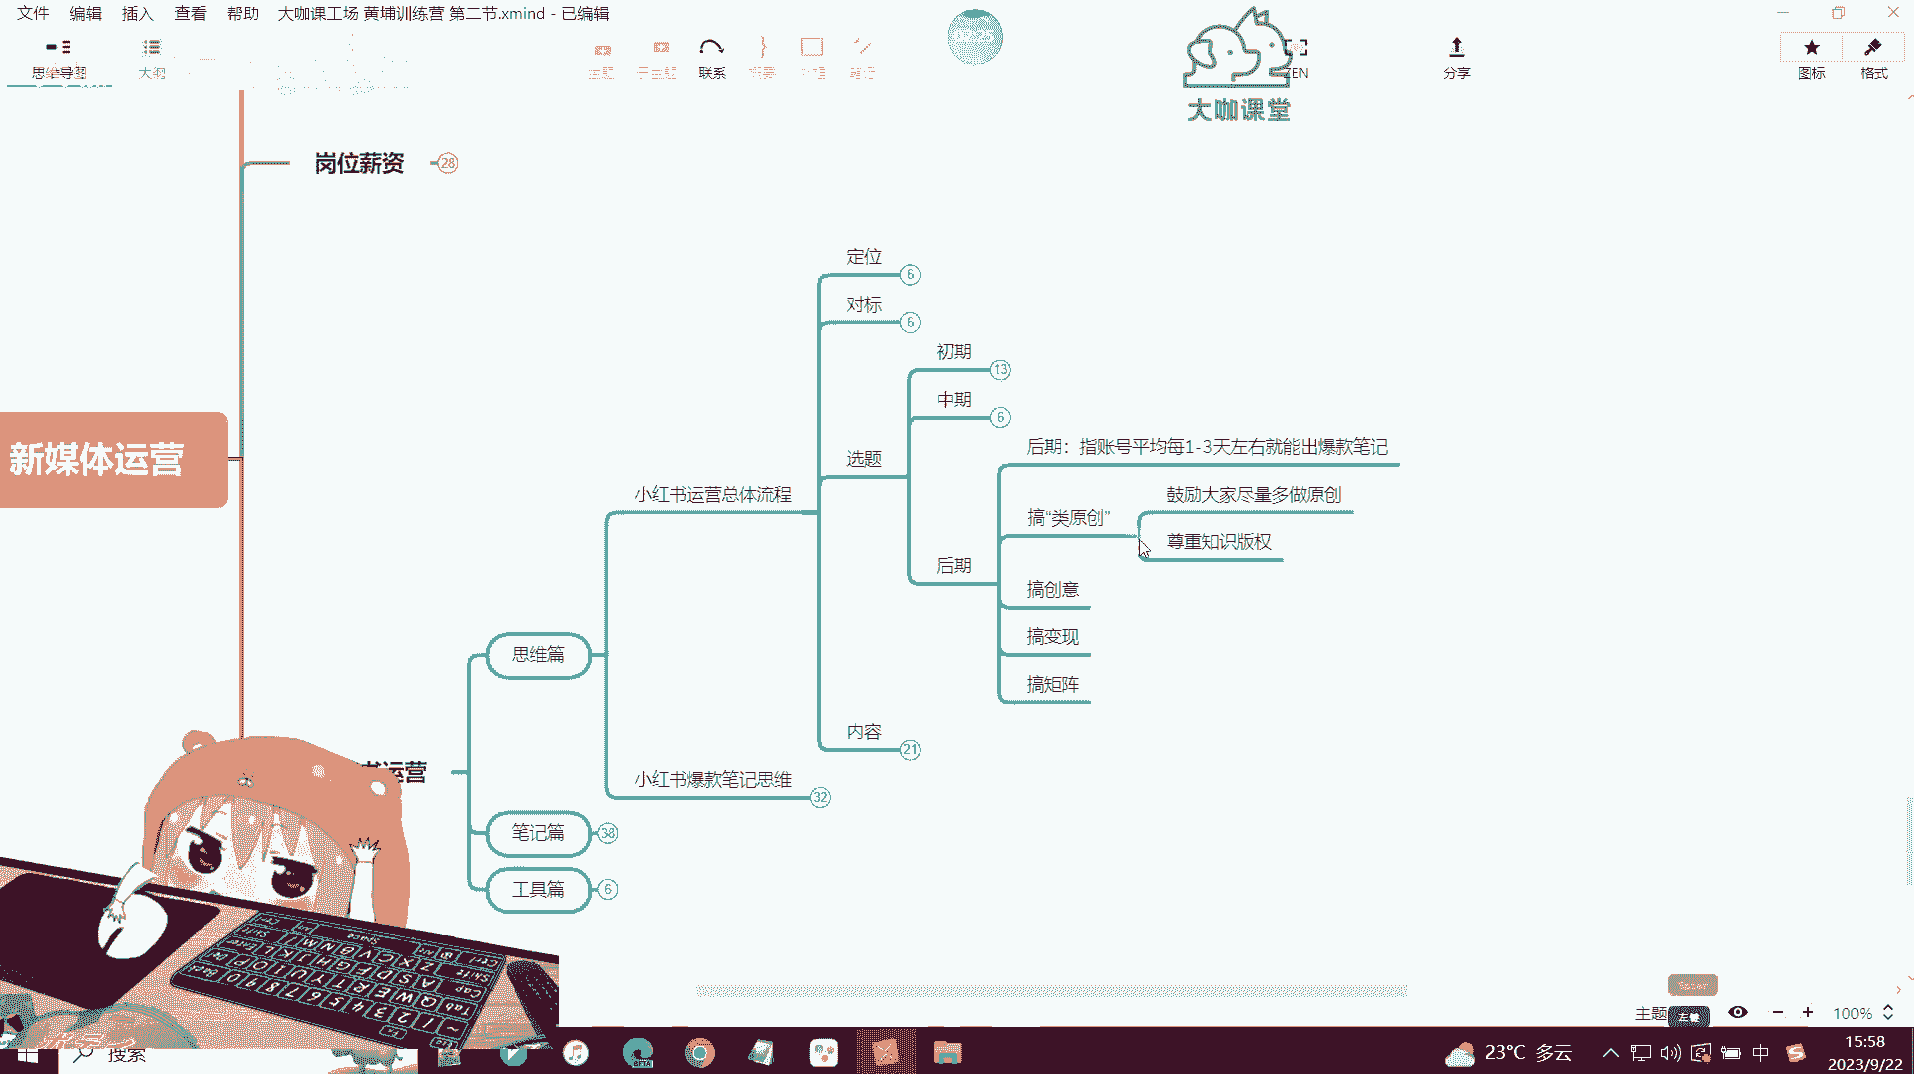 文件 编辑 插入 查看 帮助 大咖课工场 黄埔训练营 第二节.xmind - 已编辑
思维导图 大纲 联系 ZEN 分享 图标 格式
大咖课堂
岗位薪资 28
定位 6
对标 6
初期 13
中期 6
后期：指账号平均每1-3天左右就能出爆款笔记
新媒体运营
选题
小红书运营总体流程
鼓励大家尽量多做原创
搞“类原创”
尊重知识版权
后期
搞创意
搞变现
思维篇
搞矩阵
内容 21
运营
小红书爆款笔记思维 32
笔记篇 38
工具篇 6
主题 100%
搜索
23°C 多云 中
15:58
2023/9/22